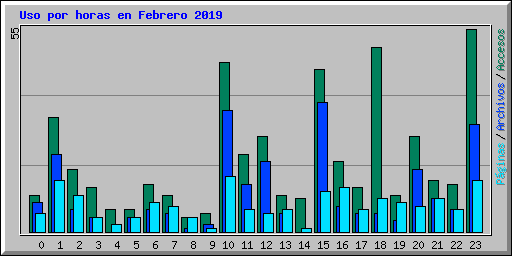 Uso por horas en Febrero 2019
55
Páginas / Archivos / Accesos
0 1 2 3 4 5 6 7 8 9 10 11 12 13 14 15 16 17 18 19 20 21 22 23